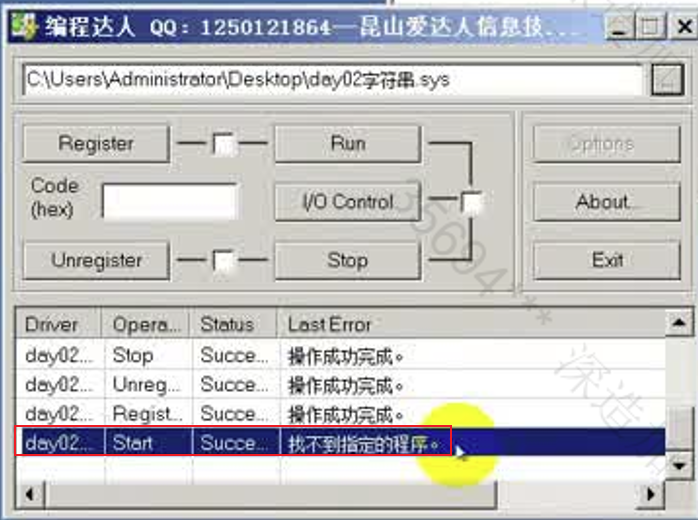 编程达人 QQ：1250121864—昆山爱达人信息技...
C:\Users\Administrator\Desktop\day02字符串.sys
Register Run Options
Code (hex) I/O Control About...
Unregister Stop Exit
Driver Opera... Status Last Error
day02... Stop Succe... 操作成功完成。
day02... Unreg... Succe... 操作成功完成。
day02... Regist... Succe... 操作成功完成。
day02... Start Succe... 找不到指定的程序。
35694***
深造